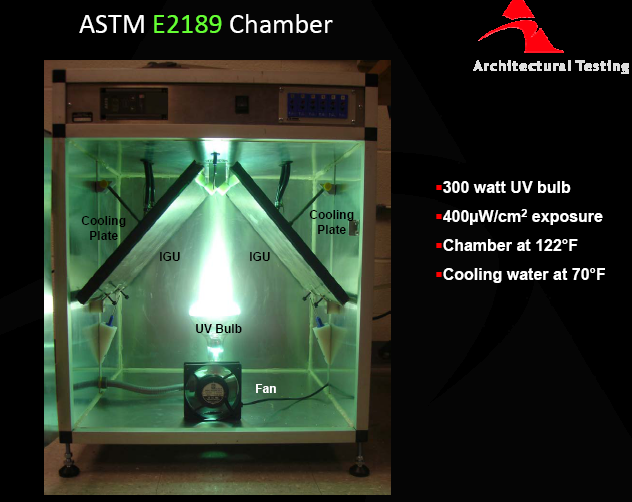 ASTM E2189 Chamber
Architectural Testing
Cooling
Plate
Cooling
Plate
IGU
IGU
UV Bulb
Fan
300 watt UV bulb
400µW/cm² exposure
Chamber at 122°F
Cooling water at 70°F